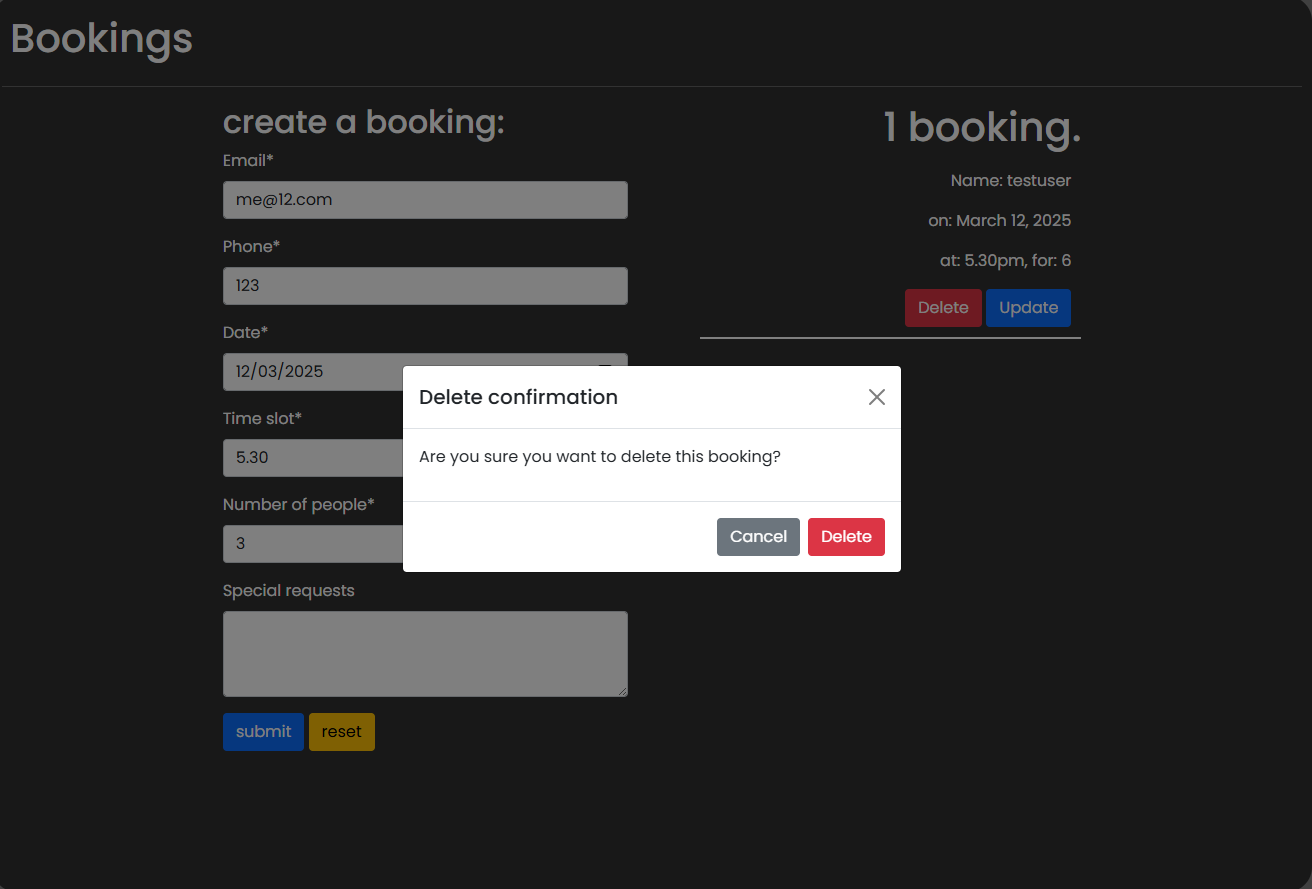 Bookings
create a booking:
Email*
me@12.com
Phone*
123
Date*
12/03/2025
Time slot*
5.30
Number of people*
3
Special requests
submit reset
1 booking.
Name: testuser
on: March 12, 2025
at: 5.30pm, for: 6
Delete Update
Delete confirmation
Are you sure you want to delete this booking?
Cancel Delete